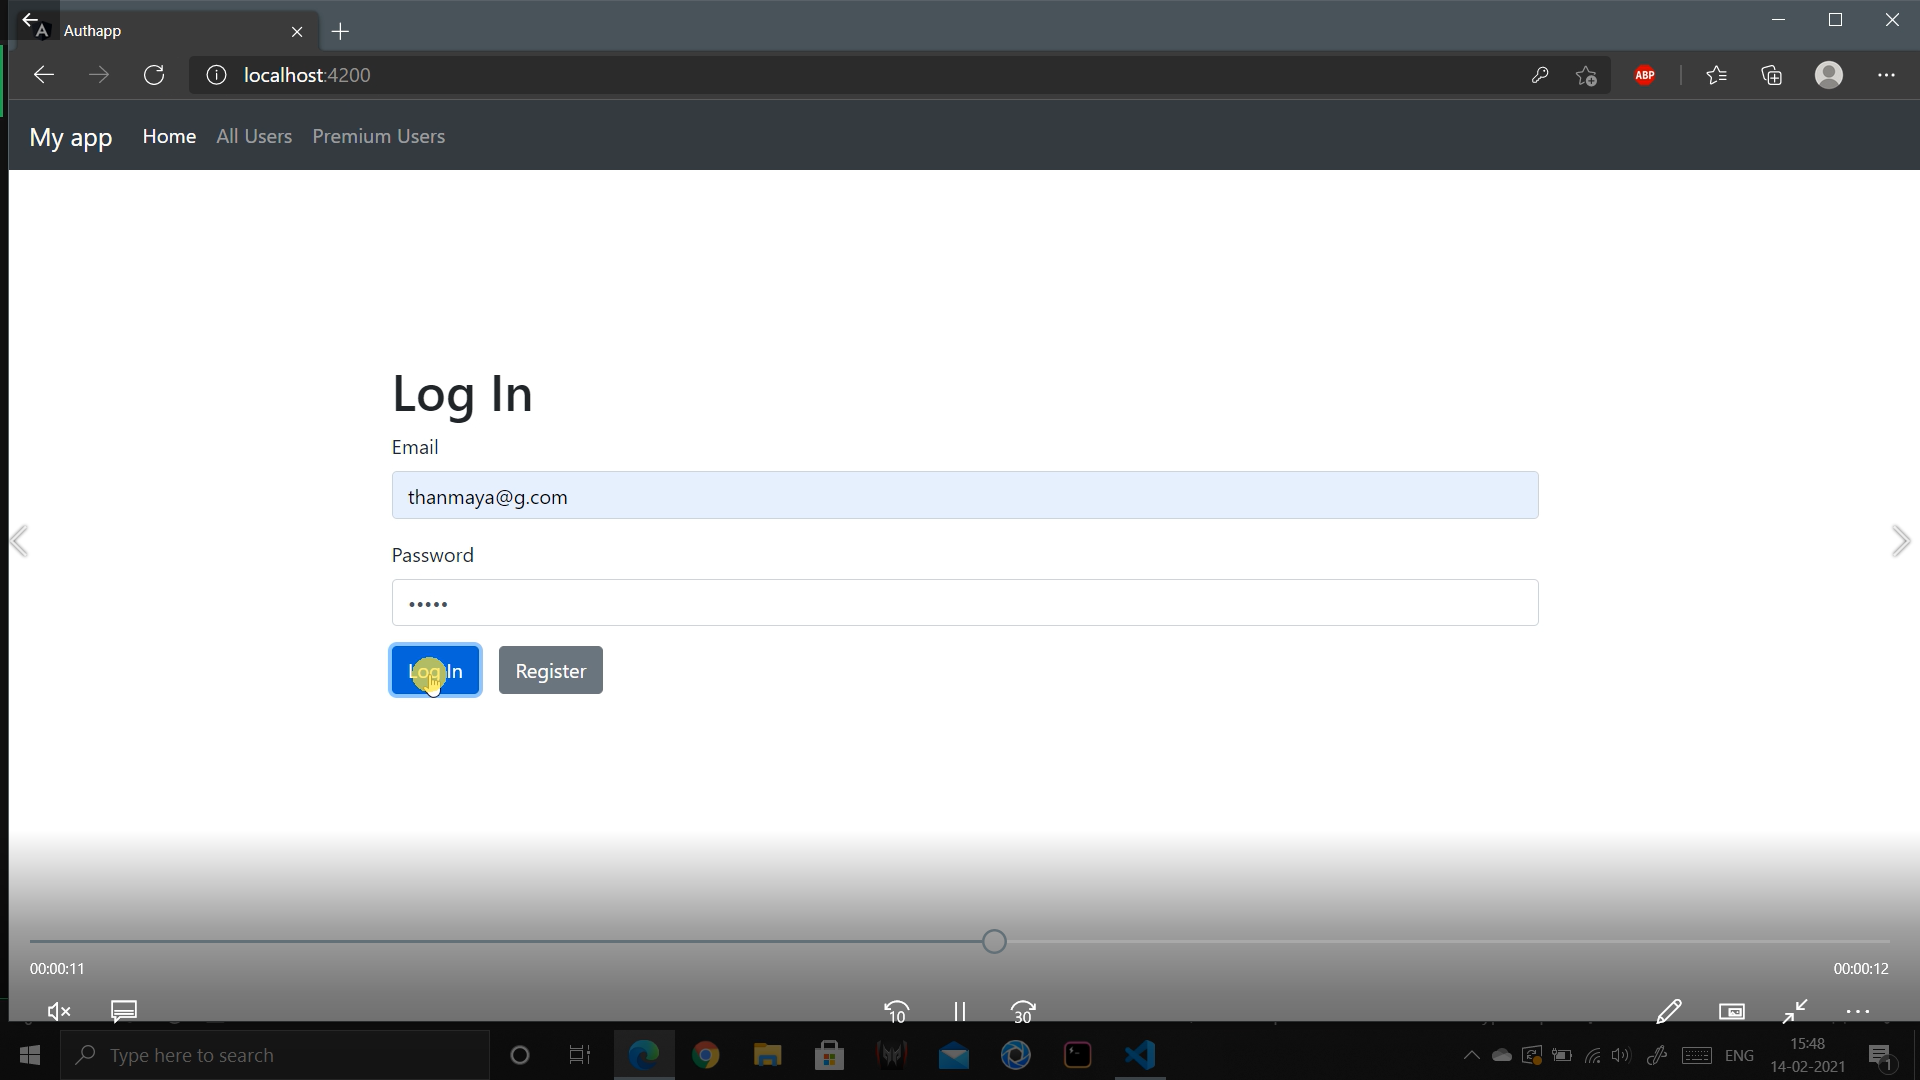 Authapp
localhost:4200
ABP
My app Home All Users Premium Users
Log In
Email
thanmaya@g.com
Password
•••••
Log In Register
00:00:11 00:00:12
10 30
Type here to search
ENG
15:48
14-02-2021
1